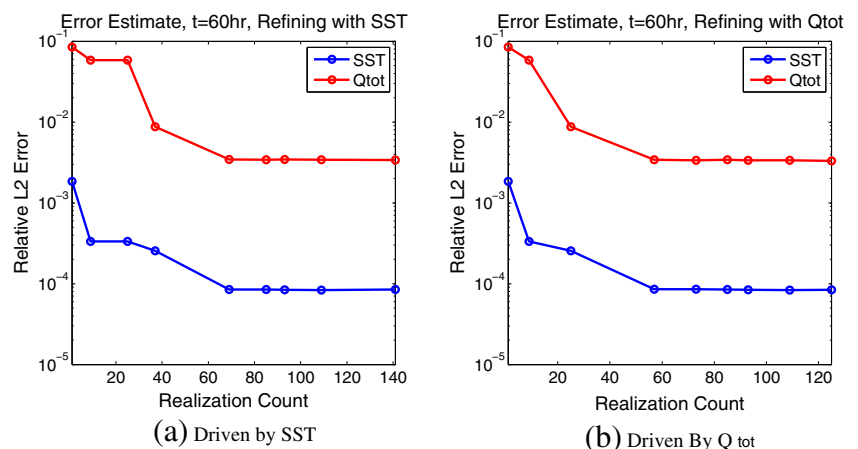 Error Estimate, t=60hr, Refining with SST
10^-1
10^-2
10^-3
10^-4
10^-5
Relative L2 Error
SST
Qtot
20 40 60 80 100 120 140
Realization Count
(a) Driven by SST
Error Estimate, t=60hr, Refining with Qtot
10^-1
10^-2
10^-3
10^-4
10^-5
Relative L2 Error
SST
Qtot
20 40 60 80 100 120
Realization Count
(b) Driven By Q tot